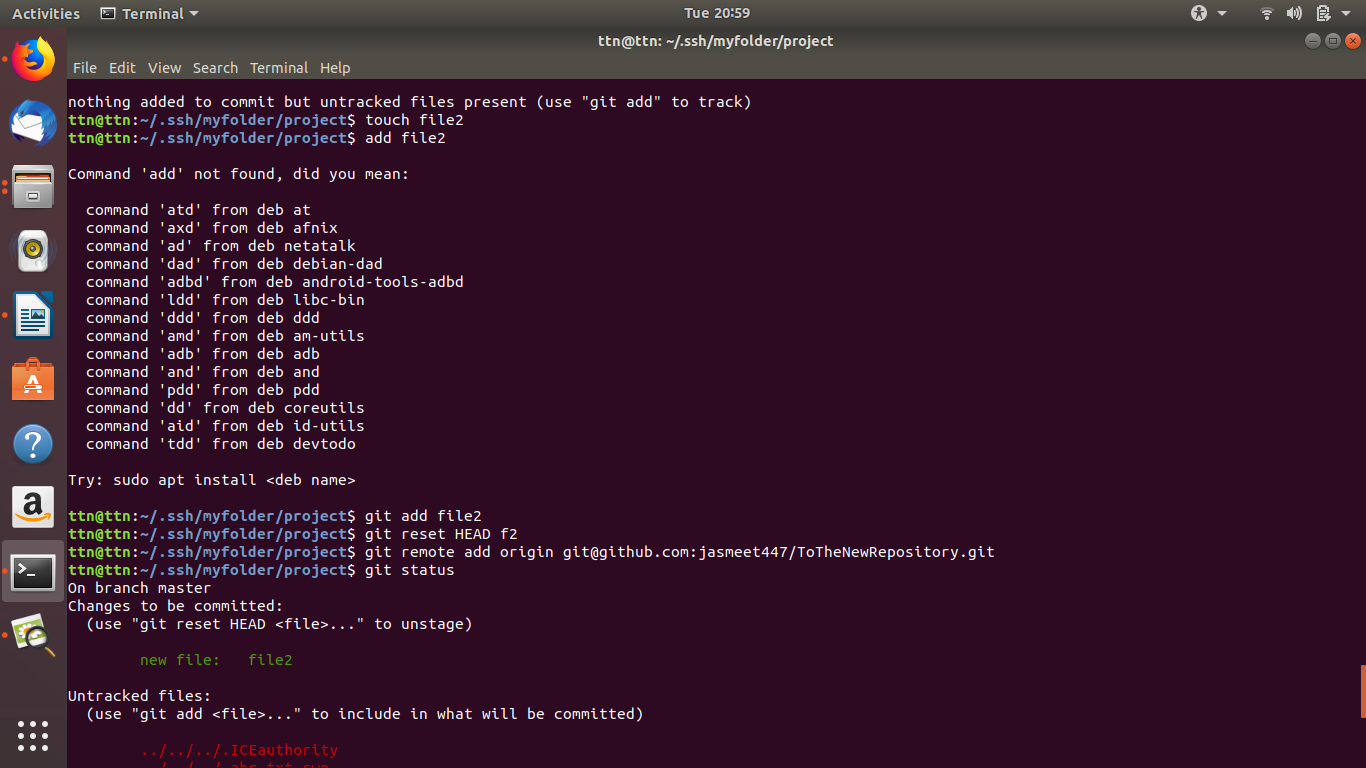 Activities Terminal Tue 20:59
ttn@ttn: ~/.ssh/myfolder/project
File Edit View Search Terminal Help
nothing added to commit but untracked files present (use "git add" to track)
ttn@ttn:~/.ssh/myfolder/project$ touch file2
ttn@ttn:~/.ssh/myfolder/project$ add file2
Command 'add' not found, did you mean:
command 'atd' from deb at
command 'axd' from deb afnix
command 'ad' from deb netatalk
command 'dad' from deb debian-dad
command 'adbd' from deb android-tools-adbd
command 'ldd' from deb libc-bin
command 'ddd' from deb ddd
command 'amd' from deb am-utils
command 'adb' from deb adb
command 'and' from deb and
command 'pdd' from deb pdd
command 'dd' from deb coreutils
command 'aid' from deb id-utils
command 'tdd' from deb devtodo
Try: sudo apt install <deb name>
ttn@ttn:~/.ssh/myfolder/project$ git add file2
ttn@ttn:~/.ssh/myfolder/project$ git reset HEAD f2
ttn@ttn:~/.ssh/myfolder/project$ git remote add origin git@github.com:jasmeet447/ToTheNewRepository.git
ttn@ttn:~/.ssh/myfolder/project$ git status
On branch master
Changes to be committed:
(use "git reset HEAD <file>..." to unstage)
new file: file2
Untracked files:
(use "git add <file>..." to include in what will be committed)
../../../.ICEauthority